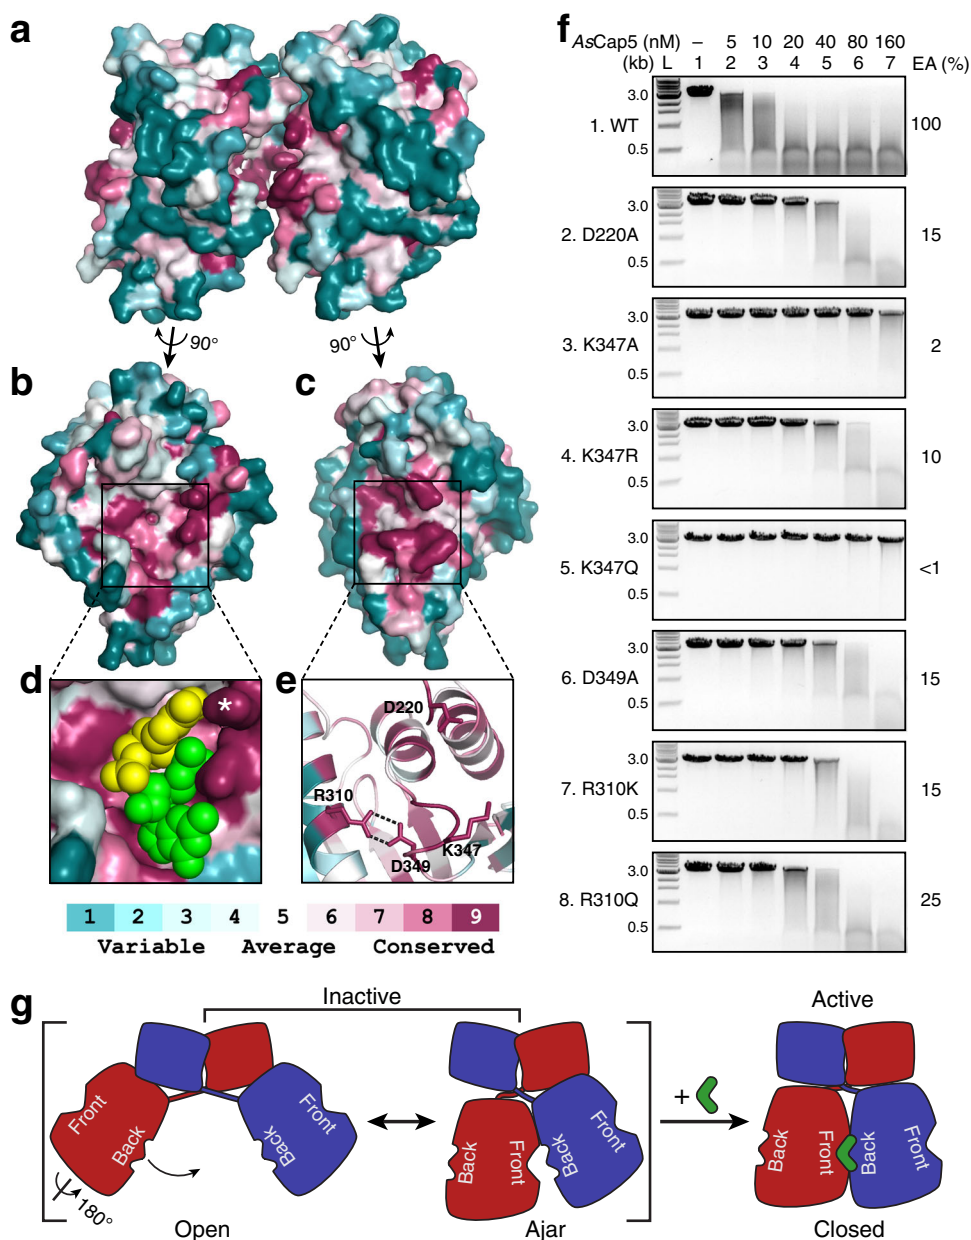 a
90°
90°
b
c
d
*
e
D220
R310
D349
K347
1 2 3 4 5 6 7 8 9
Variable Average Conserved
f
AsCap5 (nM) – 5 10 20 40 80 160
(kb) L 1 2 3 4 5 6 7 EA (%)
3.0
1. WT
0.5
100
3.0
2. D220A
0.5
15
3.0
3. K347A
0.5
2
3.0
4. K347R
0.5
10
3.0
5. K347Q
0.5
<1
3.0
6. D349A
0.5
15
3.0
7. R310K
0.5
15
3.0
8. R310Q
0.5
25
g
Inactive
Active
Front
Back
Front
Back
180°
Open
Back
Front
Back
Front
Ajar
+
Back
Front
Back
Front
Closed